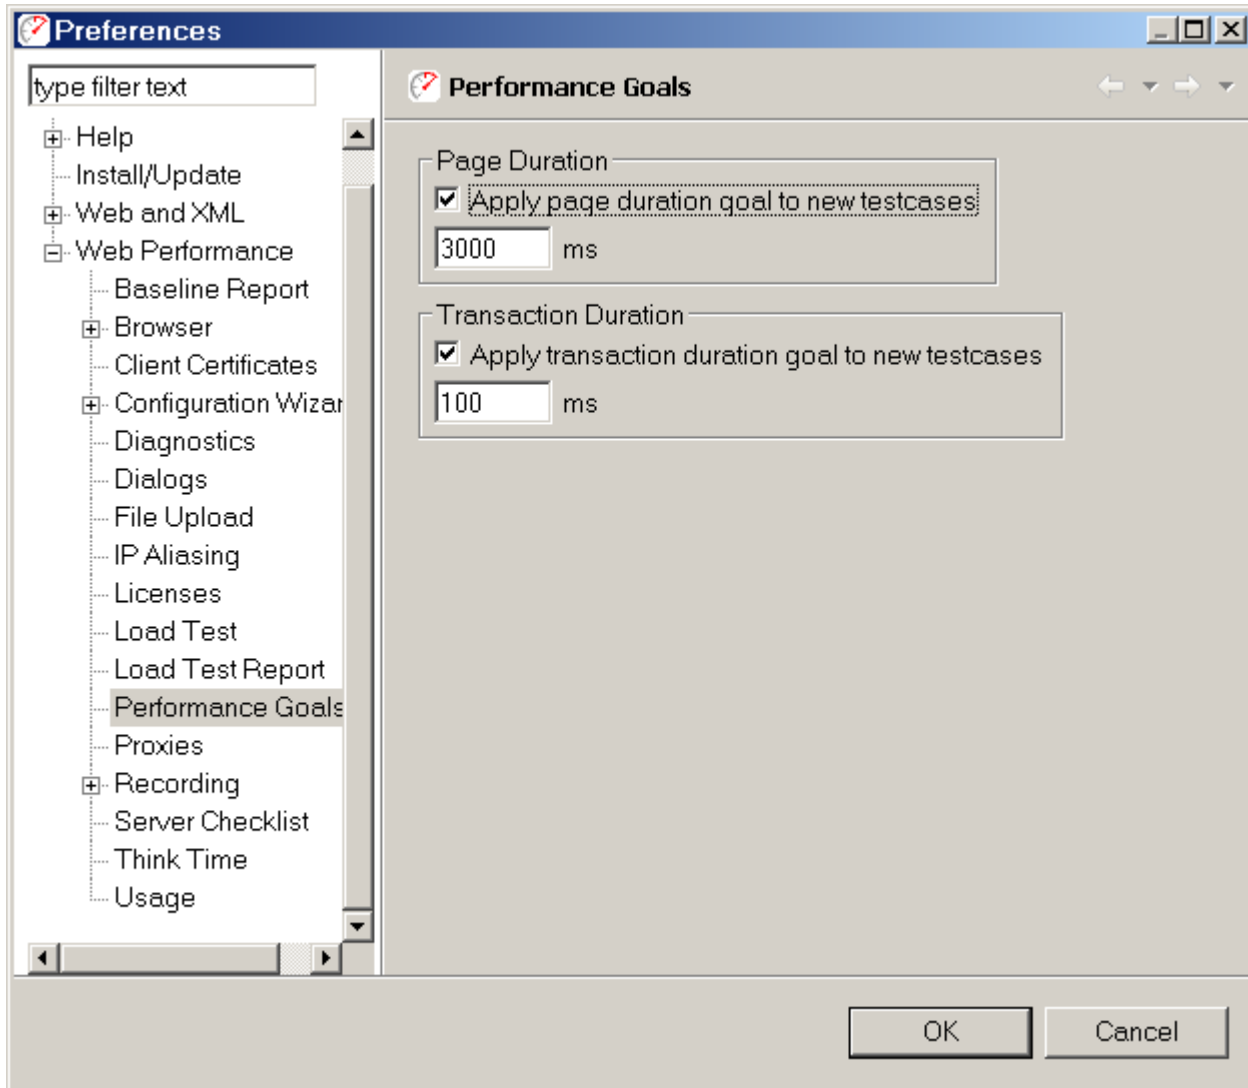 Preferences
type filter text
Help
Install/Update
Web and XML
Web Performance
Baseline Report
Browser
Client Certificates
Configuration Wizar
Diagnostics
Dialogs
File Upload
IP Aliasing
Licenses
Load Test
Load Test Report
Performance Goals
Proxies
Recording
Server Checklist
Think Time
Usage
Performance Goals
Page Duration
Apply page duration goal to new testcases
3000 ms
Transaction Duration
Apply transaction duration goal to new testcases
100 ms
OK Cancel